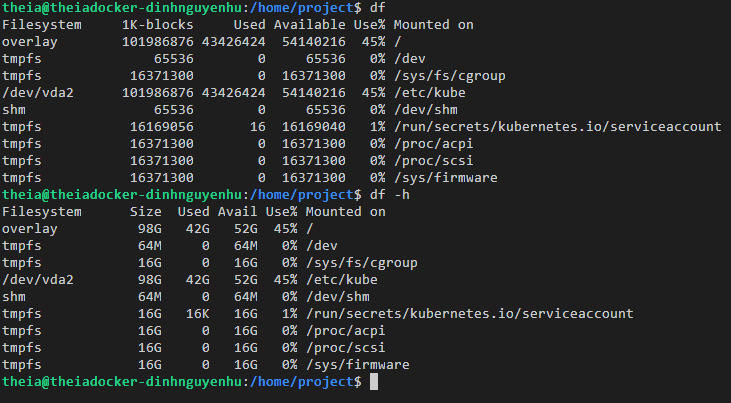 theia@theiadocker-dinhnguyenhu:/home/project$ df
Filesystem     1K-blocks     Used Available Use% Mounted on
overlay        101986876 43426424  54140216  45% /
tmpfs              65536        0     65536   0% /dev
tmpfs           16371300        0  16371300   0% /sys/fs/cgroup
/dev/vda2      101986876 43426424  54140216  45% /etc/kube
shm                65536        0     65536   0% /dev/shm
tmpfs           16169056       16  16169040   1% /run/secrets/kubernetes.io/serviceaccount
tmpfs           16371300        0  16371300   0% /proc/acpi
tmpfs           16371300        0  16371300   0% /proc/scsi
tmpfs           16371300        0  16371300   0% /sys/firmware
theia@theiadocker-dinhnguyenhu:/home/project$ df -h
Filesystem      Size  Used Avail Use% Mounted on
overlay          98G   42G   52G  45% /
tmpfs            64M     0   64M   0% /dev
tmpfs            16G     0   16G   0% /sys/fs/cgroup
/dev/vda2        98G   42G   52G  45% /etc/kube
shm              64M     0   64M   0% /dev/shm
tmpfs            16G   16K   16G   1% /run/secrets/kubernetes.io/serviceaccount
tmpfs            16G     0   16G   0% /proc/acpi
tmpfs            16G     0   16G   0% /proc/scsi
tmpfs            16G     0   16G   0% /sys/firmware
theia@theiadocker-dinhnguyenhu:/home/project$